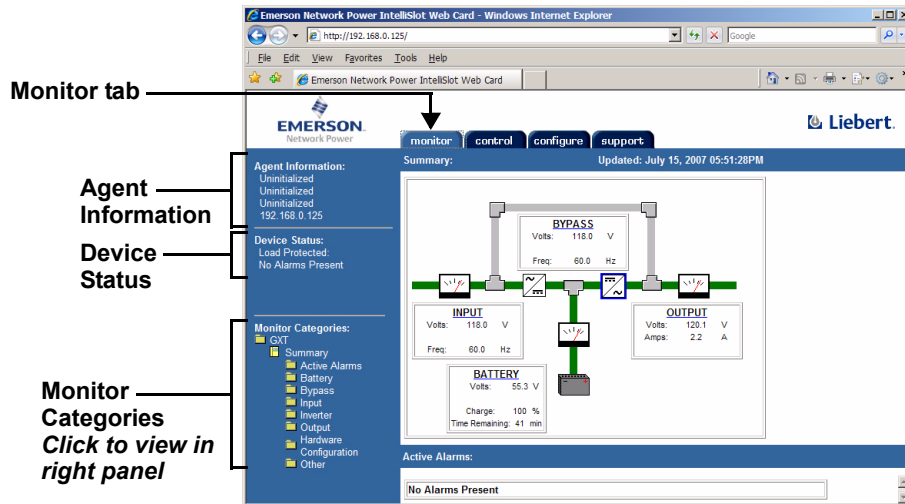 Emerson Network Power IntelliSlot Web Card - Windows Internet Explorer
http://192.168.0.125/
Google
File Edit View Favorites Tools Help
Emerson Network Power IntelliSlot Web Card
Monitor tab
EMERSON.
Network Power
Liebert.
monitor control configure support
Summary: Updated: July 15, 2007 05:51:28PM
Agent Information
Agent Information:
Uninitialized
Uninitialized
Uninitialized
192.168.0.125
Device Status
Device Status:
Load Protected:
No Alarms Present
Monitor Categories
Click to view in right panel
Monitor Categories:
GXT
Summary
Active Alarms
Battery
Bypass
Input
Inverter
Output
Hardware
Configuration
Other
BYPASS
Volts: 118.0 V
Freq: 60.0 Hz
INPUT
Volts: 118.0 V
Freq: 60.0 Hz
OUTPUT
Volts: 120.1 V
Amps: 2.2 A
BATTERY
Volts: 55.3 V
Charge: 100 %
Time Remaining: 41 min
Active Alarms:
No Alarms Present